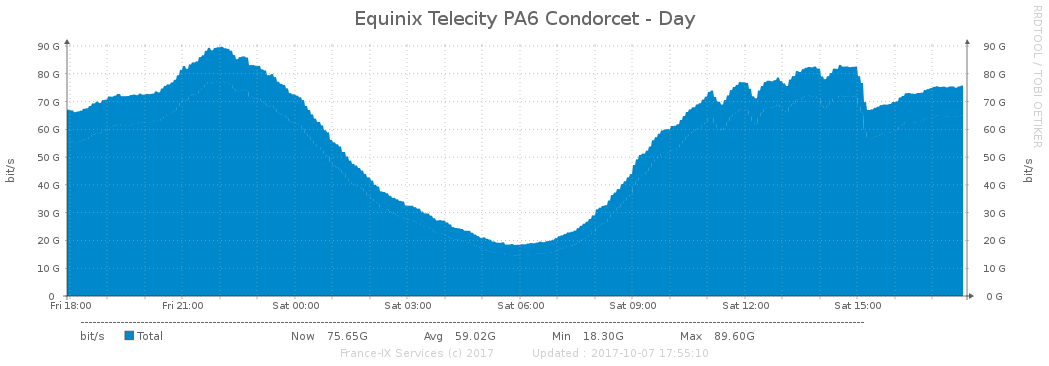 Equinix Telecity PA6 Condorcet - Day
RRDTOOL / TOBI OETIKER
90 G 90 G
80 G 80 G
70 G 70 G
60 G 60 G
50 G 50 G
40 G 40 G
30 G 30 G
20 G 20 G
10 G 10 G
0 0 G
bit/s bit/s
Fri 18:00 Fri 21:00 Sat 00:00 Sat 03:00 Sat 06:00 Sat 09:00 Sat 12:00 Sat 15:00
bit/s Total Now 75.65G Avg 59.02G Min 18.30G Max 89.60G
France-IX Services (c) 2017 Updated : 2017-10-07 17:55:10